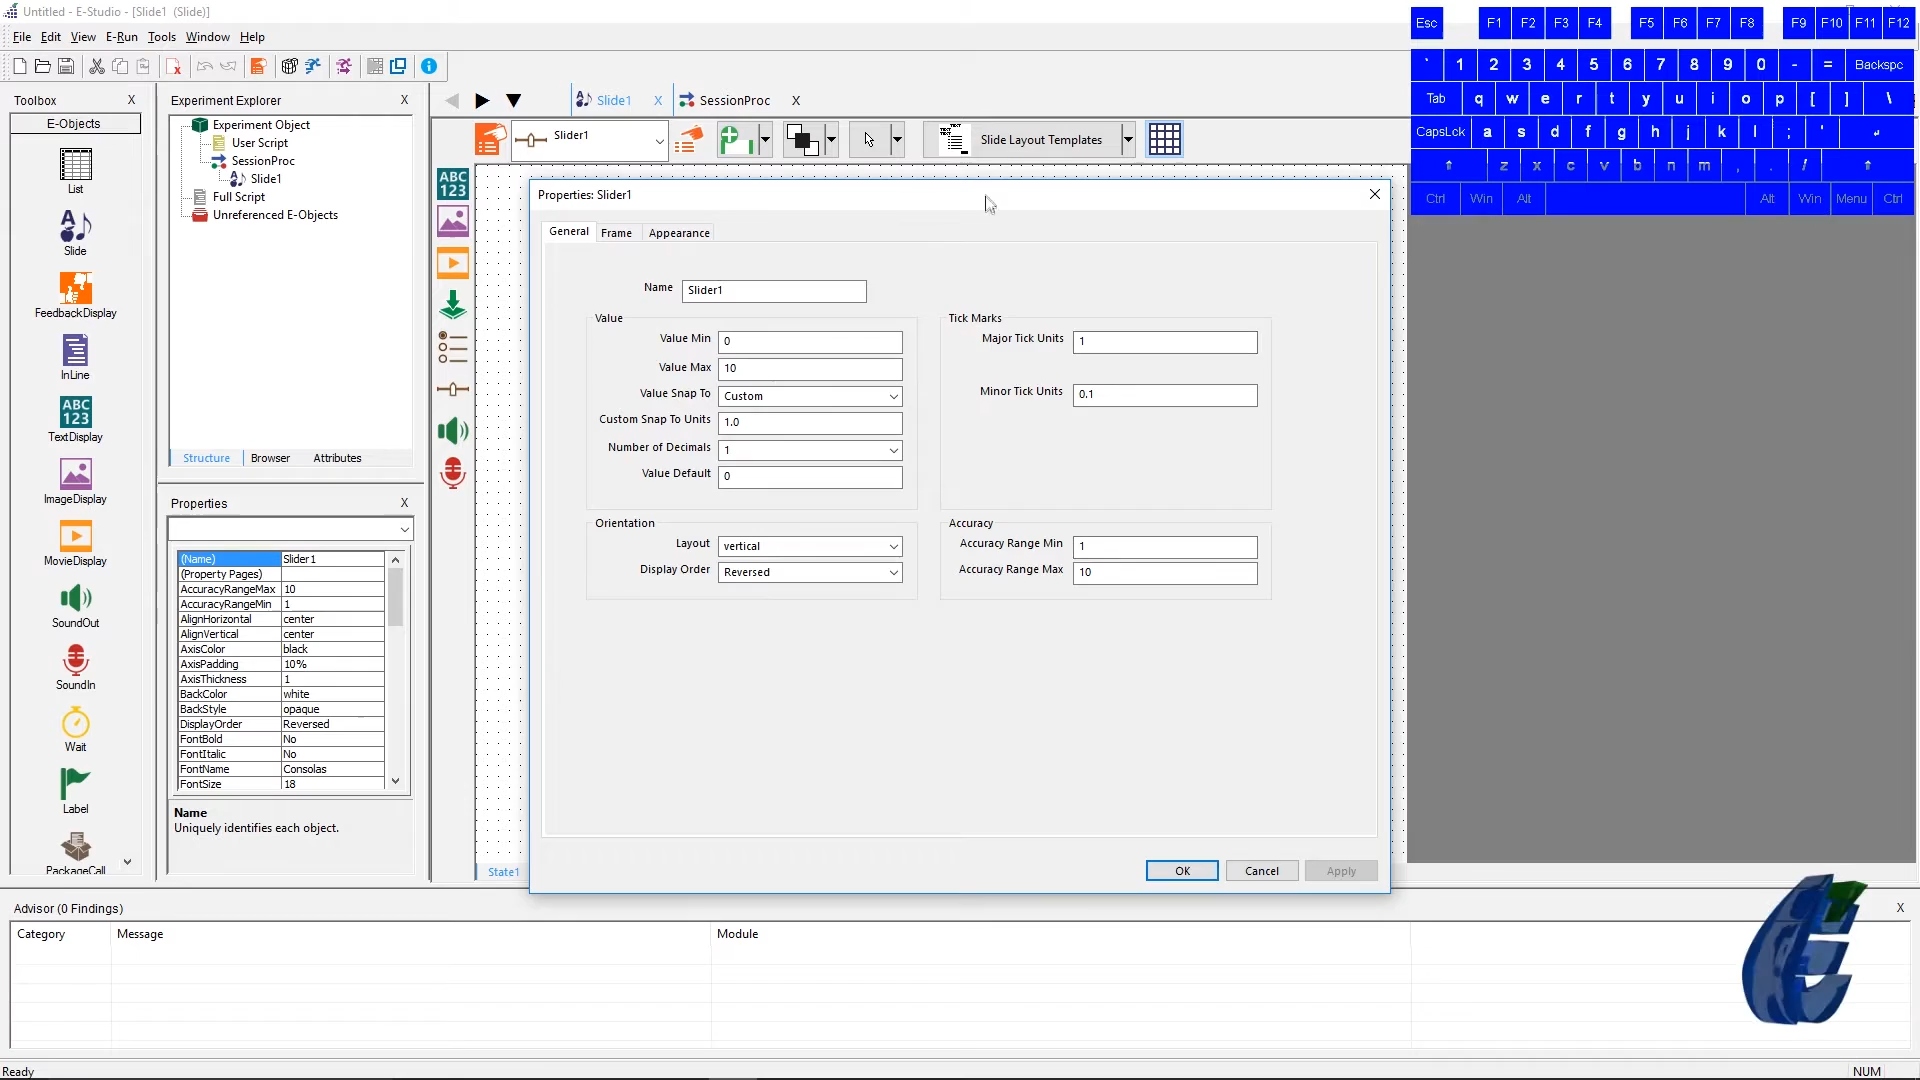 Untitled - E-Studio - [Slide1 (Slide)]
File Edit View E-Run Tools Window Help
Toolbox X
E-Objects
List
Slide
FeedbackDisplay
InLine
ABC
123
TextDisplay
ImageDisplay
MovieDisplay
SoundOut
SoundIn
Wait
Label
PackageCall
Experiment Explorer X
Experiment Object
User Script
SessionProc
Slide1
Full Script
Unreferenced E-Objects
Structure Browser Attributes
Properties X
(Name) Slider1
(Property Pages)
AccuracyRangeMax 10
AccuracyRangeMin 1
AlignHorizontal center
AlignVertical center
AxisColor black
AxisPadding 10%
AxisThickness 1
BackColor white
BackStyle opaque
DisplayOrder Reversed
FontBold No
FontItalic No
FontName Consolas
FontSize 18
Name
Uniquely identifies each object.
Slide1 X SessionProc X
Slider1
TEXT TEXT
Slide Layout Templates
ABC
123
Properties: Slider1
General Frame Appearance
Name Slider1
Value
Value Min 0
Value Max 10
Value Snap To Custom
Custom Snap To Units 1.0
Number of Decimals 1
Value Default 0
Tick Marks
Major Tick Units 1
Minor Tick Units 0.1
Orientation
Layout vertical
Display Order Reversed
Accuracy
Accuracy Range Min 1
Accuracy Range Max 10
OK Cancel Apply
State1
Esc F1 F2 F3 F4 F5 F6 F7 F8 F9 F10 F11 F12
` 1 2 3 4 5 6 7 8 9 0 - = Backspc
Tab q w e r t y u i o p [ ] \
CapsLck a s d f g h j k l ; ' ↵
⇑ z x c v b n m , . / ⇑
Ctrl Win Alt Alt Win Menu Ctrl
Advisor (0 Findings) X
Category Message Module
Ready NUM